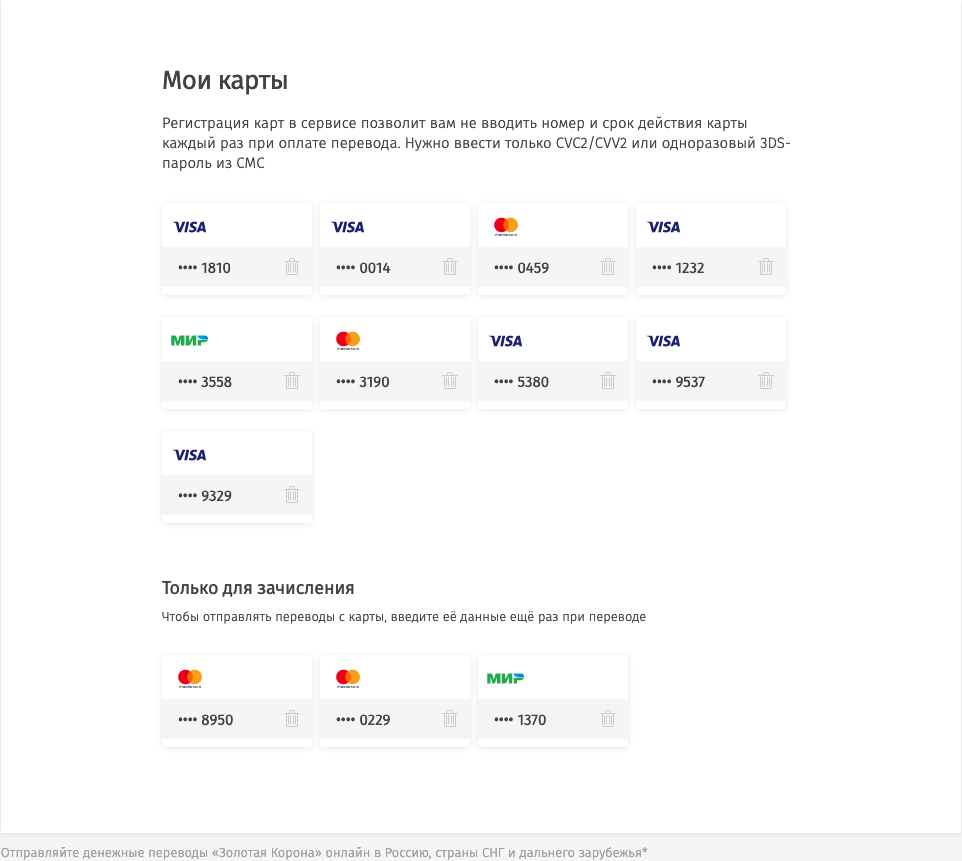 Мои карты
Регистрация карт в сервисе позволит вам не вводить номер и срок действия карты
каждый раз при оплате перевода. Нужно ввести только CVC2/CVV2 или одноразовый 3DS-
пароль из СМС
VISA VISA mastercard VISA
•••• 1810 •••• 0014 •••• 0459 •••• 1232
МИР mastercard VISA VISA
•••• 3558 •••• 3190 •••• 5380 •••• 9537
VISA
•••• 9329
Только для зачисления
Чтобы отправлять переводы с карты, введите её данные ещё раз при переводе
mastercard mastercard МИР
•••• 8950 •••• 0229 •••• 1370
Отправляйте денежные переводы «Золотая Корона» онлайн в Россию, страны СНГ и дальнего зарубежья*